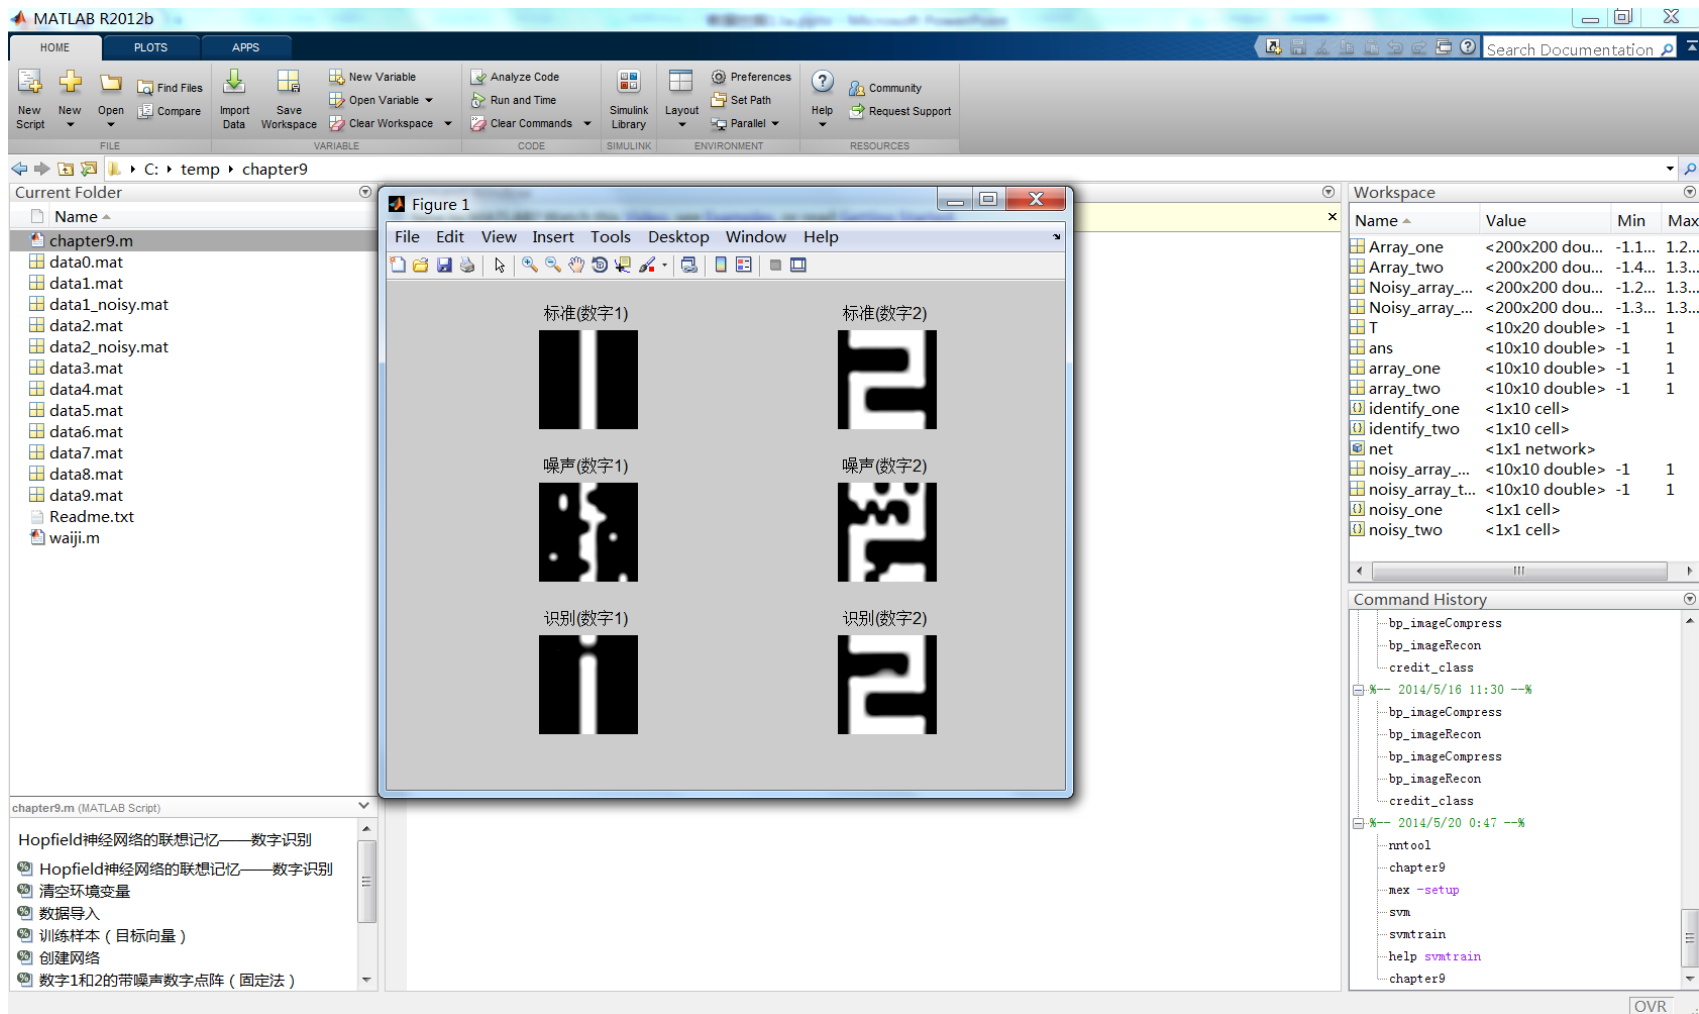 MATLAB R2012b
HOME PLOTS APPS
Search Documentation
New Script
New
Open
Find Files
Compare
FILE
Import Data
Save Workspace
New Variable
Open Variable
Clear Workspace
VARIABLE
Analyze Code
Run and Time
Clear Commands
CODE
Simulink Library
SIMULINK
Layout
Preferences
Set Path
Parallel
ENVIRONMENT
Help
Community
Request Support
RESOURCES
C: temp chapter9
Current Folder
Name
chapter9.m
data0.mat
data1.mat
data1_noisy.mat
data2.mat
data2_noisy.mat
data3.mat
data4.mat
data5.mat
data6.mat
data7.mat
data8.mat
data9.mat
Readme.txt
waiji.m
chapter9.m (MATLAB Script)
Hopfield神经网络的联想记忆——数字识别
Hopfield神经网络的联想记忆——数字识别
清空环境变量
数据导入
训练样本（目标向量）
创建网络
数字1和2的带噪声数字点阵（固定法）
Figure 1
File Edit View Insert Tools Desktop Window Help
标准(数字1) 标准(数字2)
噪声(数字1) 噪声(数字2)
识别(数字1) 识别(数字2)
Workspace
Name Value Min Max
Array_one <200x200 dou... -1.1... 1.2...
Array_two <200x200 dou... -1.4... 1.3...
Noisy_array_... <200x200 dou... -1.2... 1.3...
Noisy_array_... <200x200 dou... -1.3... 1.3...
T <10x20 double> -1 1
ans <10x10 double> -1 1
array_one <10x10 double> -1 1
array_two <10x10 double> -1 1
identify_one <1x10 cell>
identify_two <1x10 cell>
net <1x1 network>
noisy_array_... <10x10 double> -1 1
noisy_array_t... <10x10 double> -1 1
noisy_one <1x1 cell>
noisy_two <1x1 cell>
Command History
bp_imageCompress
bp_imageRecon
credit_class
%-- 2014/5/16 11:30 --%
bp_imageCompress
bp_imageRecon
bp_imageCompress
bp_imageRecon
credit_class
%-- 2014/5/20 0:47 --%
nntool
chapter9
mex -setup
svm
svmtrain
help svmtrain
chapter9
OVR